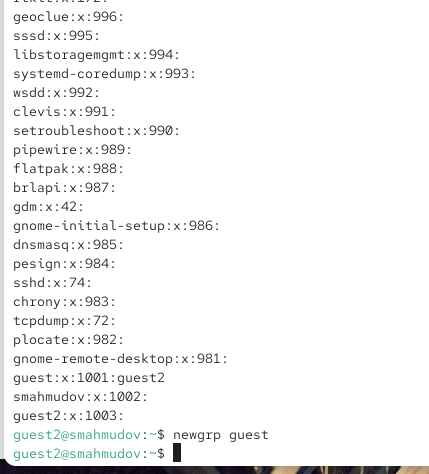 geoclue:x:996:
sssd:x:995:
libstoragemgmt:x:994:
systemd-coredump:x:993:
wsdd:x:992:
clevis:x:991:
setroubleshoot:x:990:
pipewire:x:989:
flatpak:x:988:
brlapi:x:987:
gdm:x:42:
gnome-initial-setup:x:986:
dnsmasq:x:985:
pesign:x:984:
sshd:x:74:
chrony:x:983:
tcpdump:x:72:
plocate:x:982:
gnome-remote-desktop:x:981:
guest:x:1001:guest2
smahmudov:x:1002:
guest2:x:1003:
guest2@smahmudov:~$ newgrp guest
guest2@smahmudov:~$